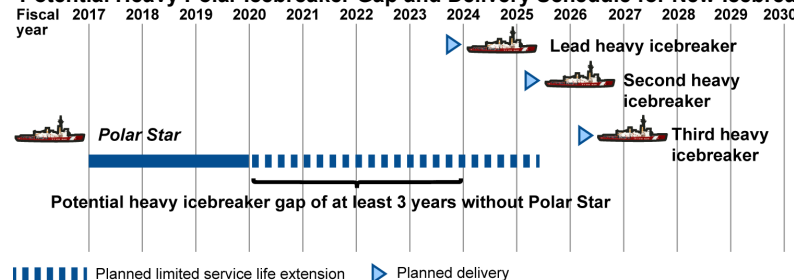 Fiscal year 2017 2018 2019 2020 2021 2022 2023 2024 2025 2026 2027 2028 2029 2030
Lead heavy icebreaker
Second heavy
icebreaker
Polar Star
Third heavy
icebreaker
Potential heavy icebreaker gap of at least 3 years without Polar Star
Planned limited service life extension
Planned delivery